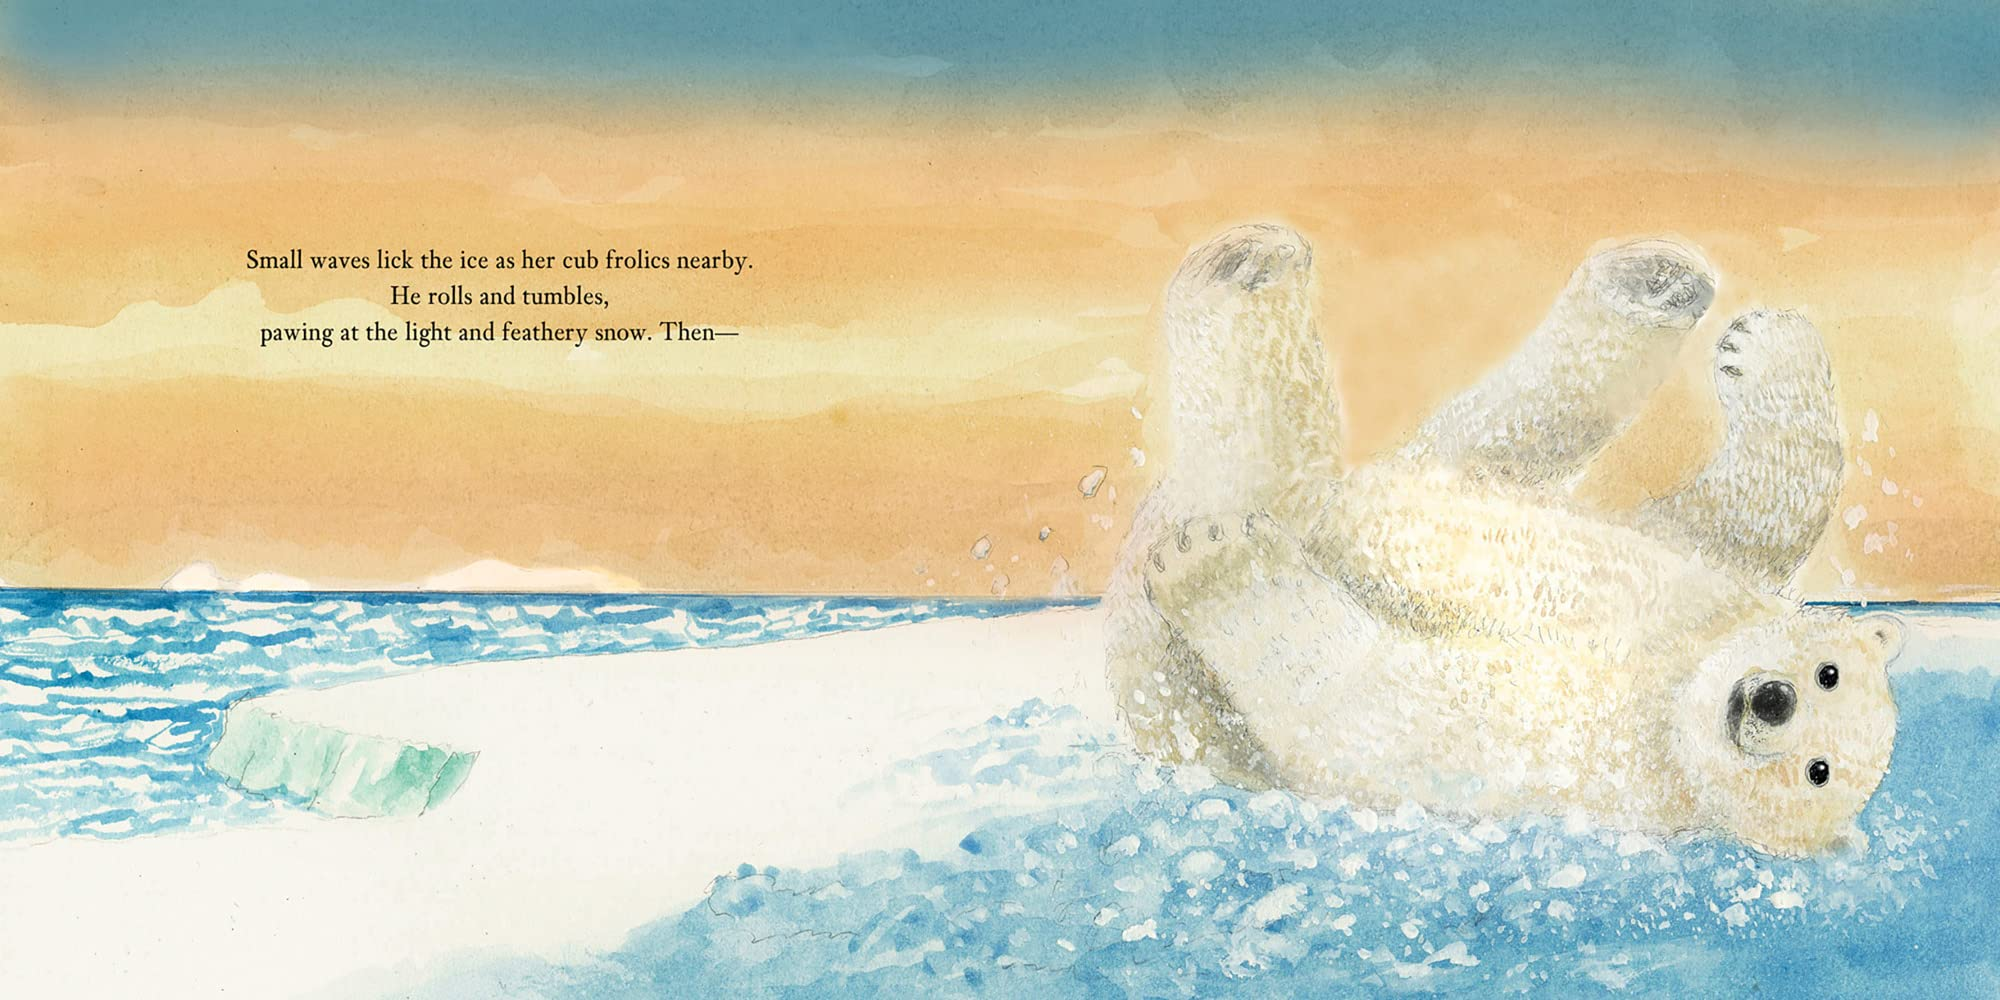 Small waves lick the ice as her cub frolics nearby.
He rolls and tumbles,
pawing at the light and feathery snow. Then—